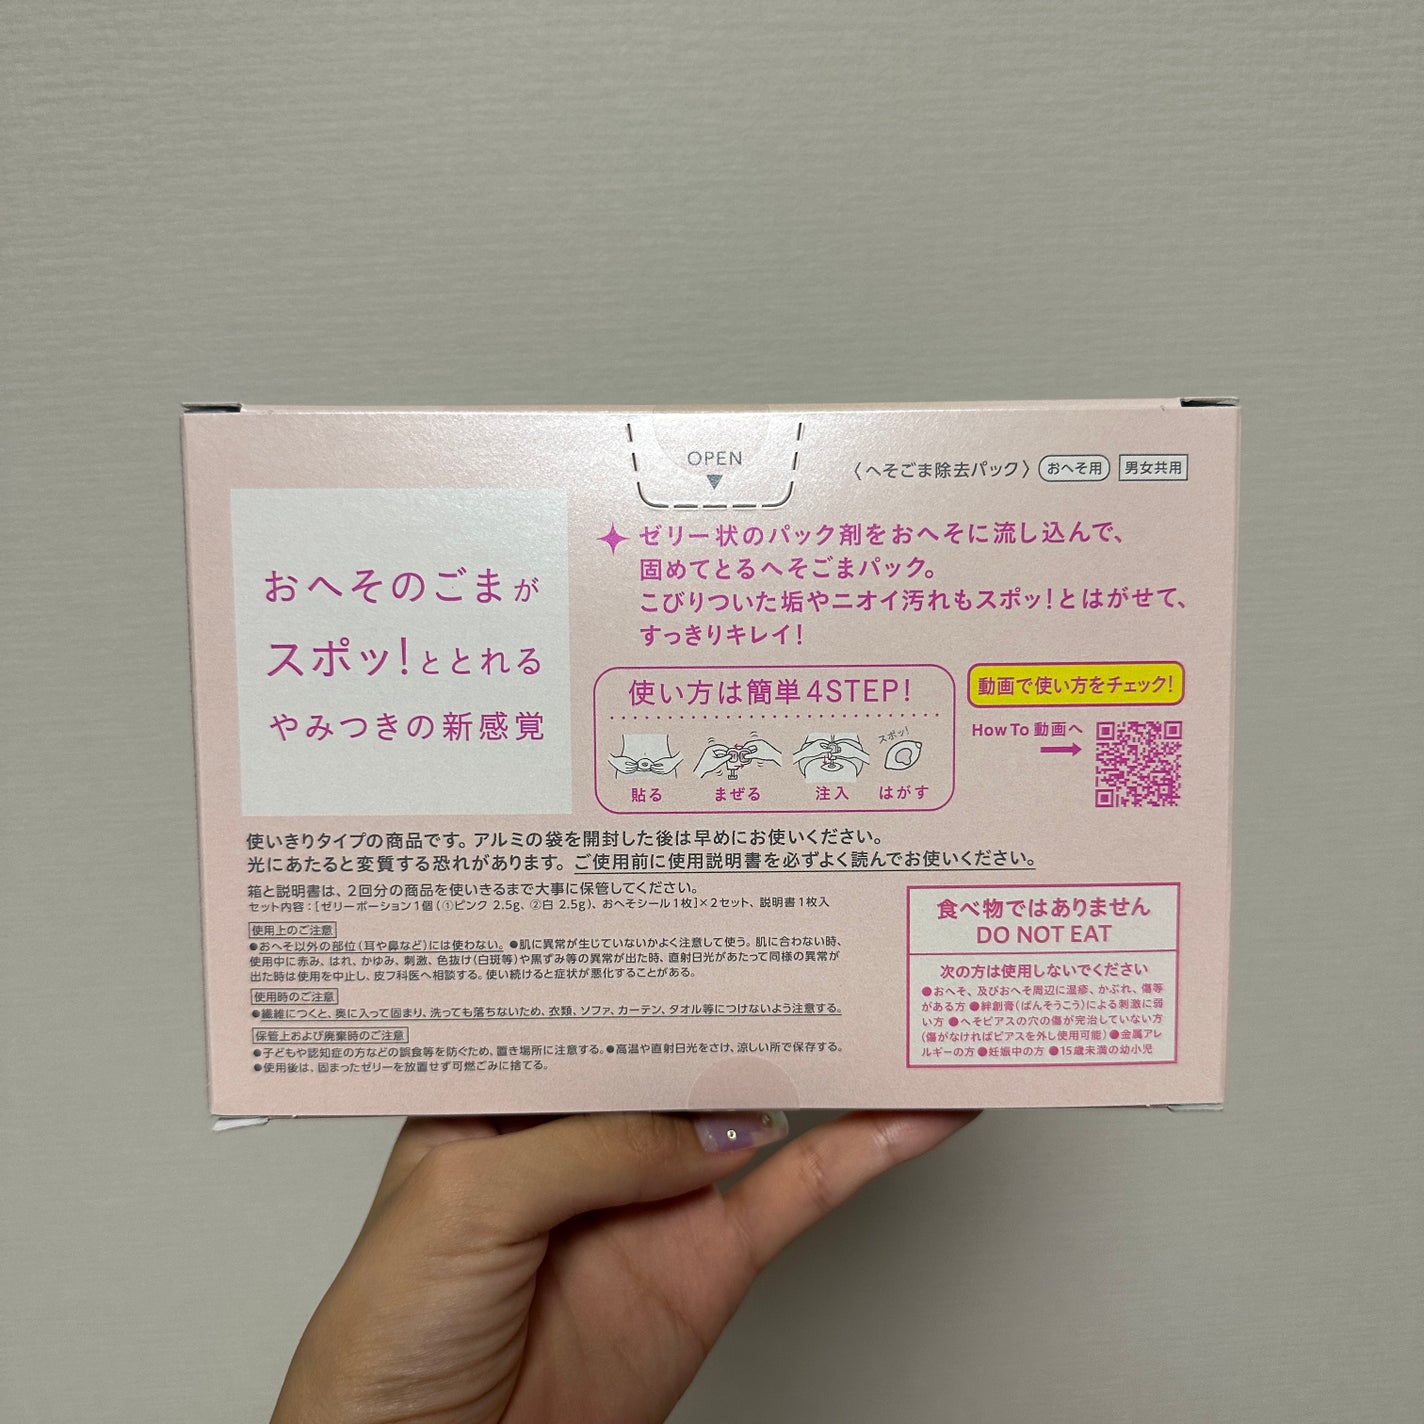 OPEN
〈へそごま除去パック〉 おへそ用 男女共用
おへそのごまが
スポッ!ととれる
やみつきの新感覚
ゼリー状のパック剤をおへそに流し込んで、
固めてとるへそごまパック。
こびりついた垢やニオイ汚れもスポッ!とはがせて、
すっきりキレイ!
使い方は簡単4STEP!
スポッ!
貼る まぜる 注入 はがす
動画で使い方をチェック!
How To 動画へ
使いきりタイプの商品です。アルミの袋を開封した後は早めにお使いください。
光にあたると変質する恐れがあります。ご使用前に使用説明書を必ずよく読んでお使いください。
箱と説明書は、2回分の商品を使いきるまで大事に保管してください。
セット内容:[ゼリーポーション1個(①ピンク 2.5g、②白 2.5g)、おへそシール1枚]×2セット、説明書1枚入
使用上のご注意
●おへそ以外の部位(耳や鼻など)には使わない。●肌に異常が生じていないかよく注意して使う。肌に合わない時、
使用中に赤み、はれ、かゆみ、刺激、色抜け(白斑等)や黒ずみ等の異常が出た時、直射日光があたって同様の異常が
出た時は使用を中止し、皮フ科医へ相談する。使い続けると症状が悪化することがある。
使用時のご注意
●繊維につくと、奥に入って固まり、洗っても落ちないため、衣類、ソファ、カーテン、タオル等につけないよう注意する。
保管上および廃棄時のご注意
●子どもや認知症の方などの誤食等を防ぐため、置き場所に注意する。●高温や直射日光をさけ、涼しい所で保存する。
●使用後は、固まったゼリーを放置せず可燃ごみに捨てる。
食べ物ではありません
DO NOT EAT
次の方は使用しないでください
●おへそ、及びおへそ周辺に湿疹、かぶれ、傷等
がある方 ●絆創膏(ばんそうこう)による刺激に弱
い方 ●へそピアスの穴の傷が完治していない方
(傷がなければピアスを外し使用可能) ●金属アレ
ルギーの方 ●妊娠中の方 ●15歳未満の幼小児